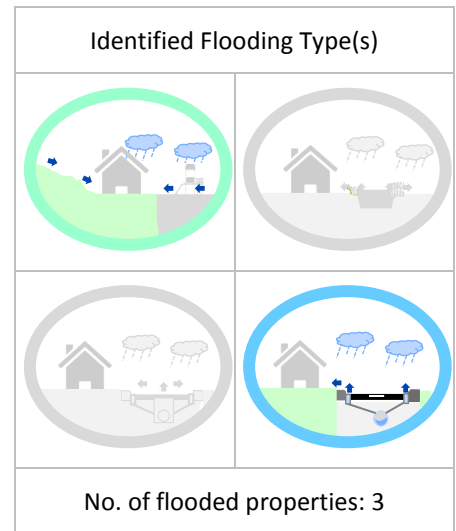 Identified Flooding Type(s)
No. of flooded properties: 3